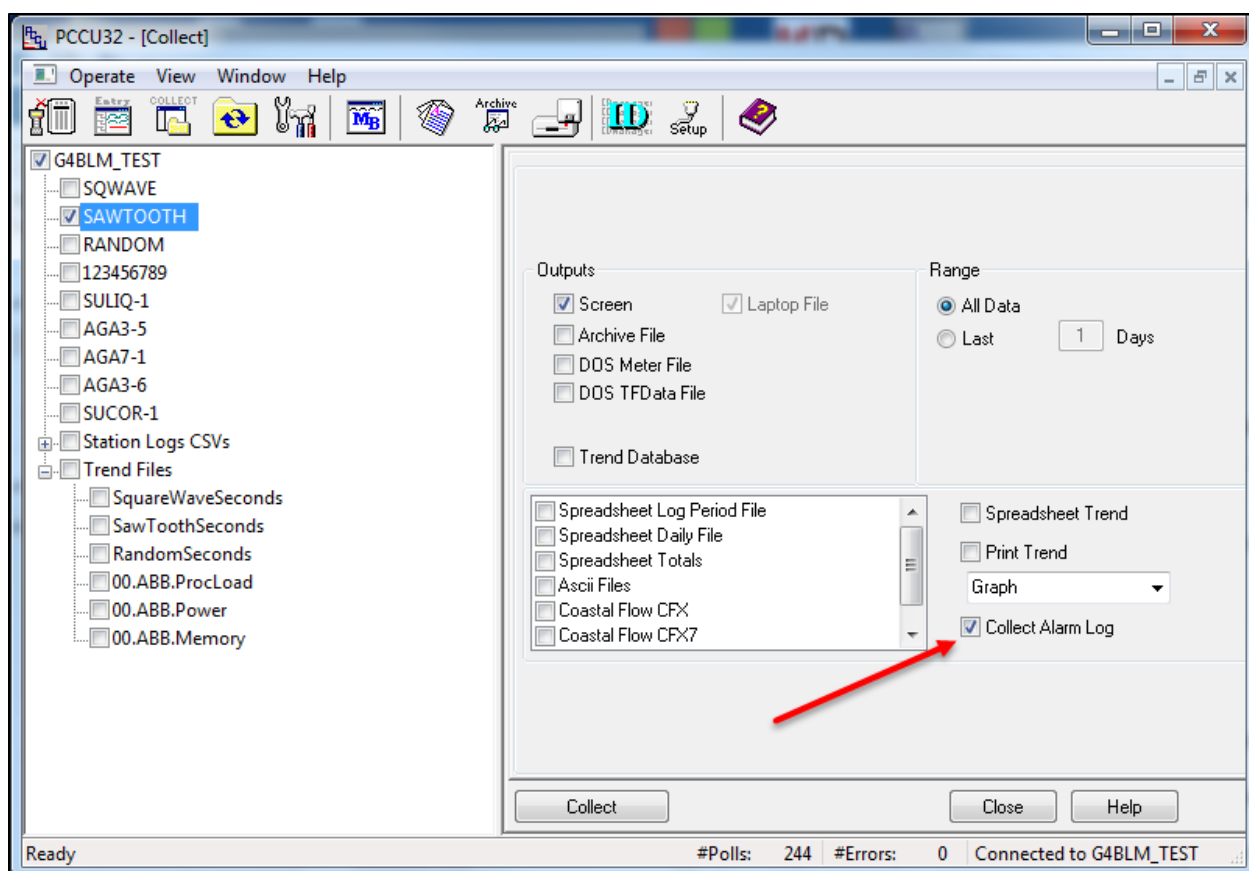 PCCU32 - [Collect]
Operate View Window Help
Entry COLLECT MB Archive ID Setup
G4BLM_TEST
SQWAVE
SAWTOOTH
RANDOM
123456789
SULIQ-1
AGA3-5
AGA7-1
AGA3-6
SUCOR-1
Station Logs CSVs
Trend Files
SquareWaveSeconds
SawToothSeconds
RandomSeconds
00.ABB.ProcLoad
00.ABB.Power
00.ABB.Memory
Outputs
Screen Laptop File
Archive File
DOS Meter File
DOS TFData File
Trend Database
Range
All Data
Last 1 Days
Spreadsheet Log Period File
Spreadsheet Daily File
Spreadsheet Totals
Ascii Files
Coastal Flow CFX
Coastal Flow CFX7
Spreadsheet Trend
Print Trend
Graph
Collect Alarm Log
Collect Close Help
Ready #Polls: 244 #Errors: 0 Connected to G4BLM_TEST